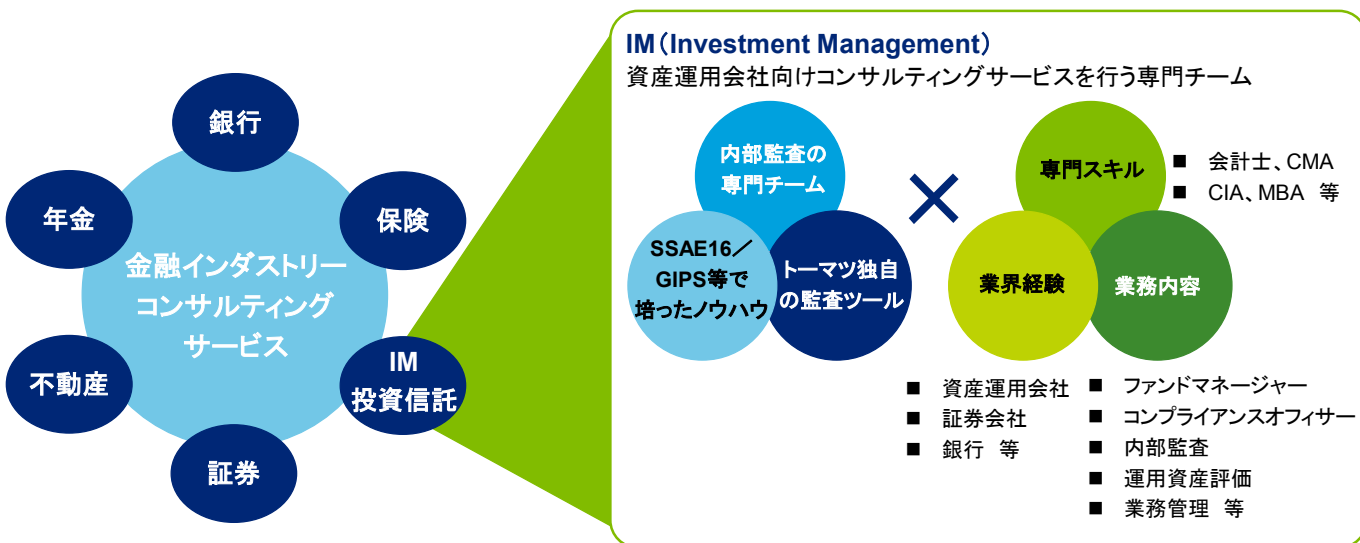 銀行
年金
保険
金融インダストリー
コンサルティング
サービス
不動産
IM
投資信託
証券
IM(Investment Management)
資産運用会社向けコンサルティングサービスを行う専門チーム
内部監査の
専門チーム
SSAE16/
GIPS等で
培ったノウハウ
トーマツ独自
の監査ツール
×
専門スキル
■ 会計士、CMA
■ CIA、MBA 等
業界経験
業務内容
■ 資産運用会社
■ 証券会社
■ 銀行 等
■ ファンドマネージャー
■ コンプライアンスオフィサー
■ 内部監査
■ 運用資産評価
■ 業務管理 等